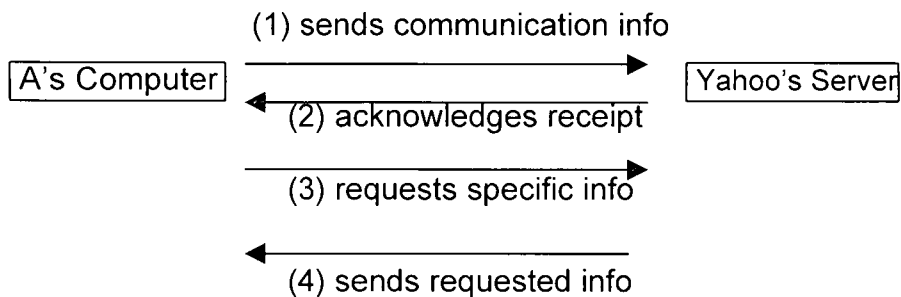 (1) sends communication info
A's Computer
Yahoo's Server
(2) acknowledges receipt
(3) requests specific info
(4) sends requested info